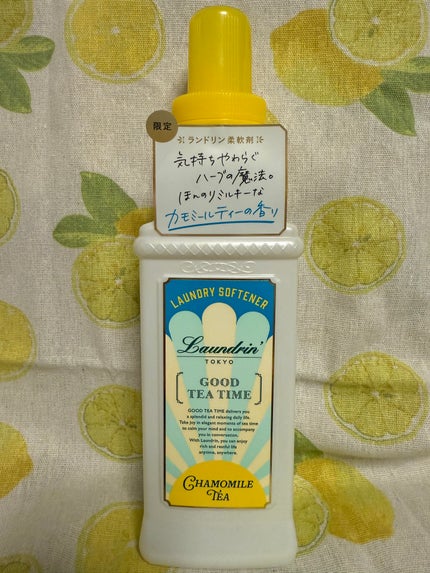 限定
ランドリン柔軟剤
気持ちやわらぐ
ハーブの魔法。
ほんのりミルキーな
カモミールティーの香り
LAUNDRY SOFTENER
Laundrin'
TOKYO
GOOD
TEA TIME
GOOD TEA TIME delivers you
a splendid and relaxing daily life.
Take joy in elegant moments of tea time
to calm your mind and to accompany
you in conversation.
With Laundrin, you can enjoy
rich and restful life
anytime, anywhere.
CHAMOMILE
TEA